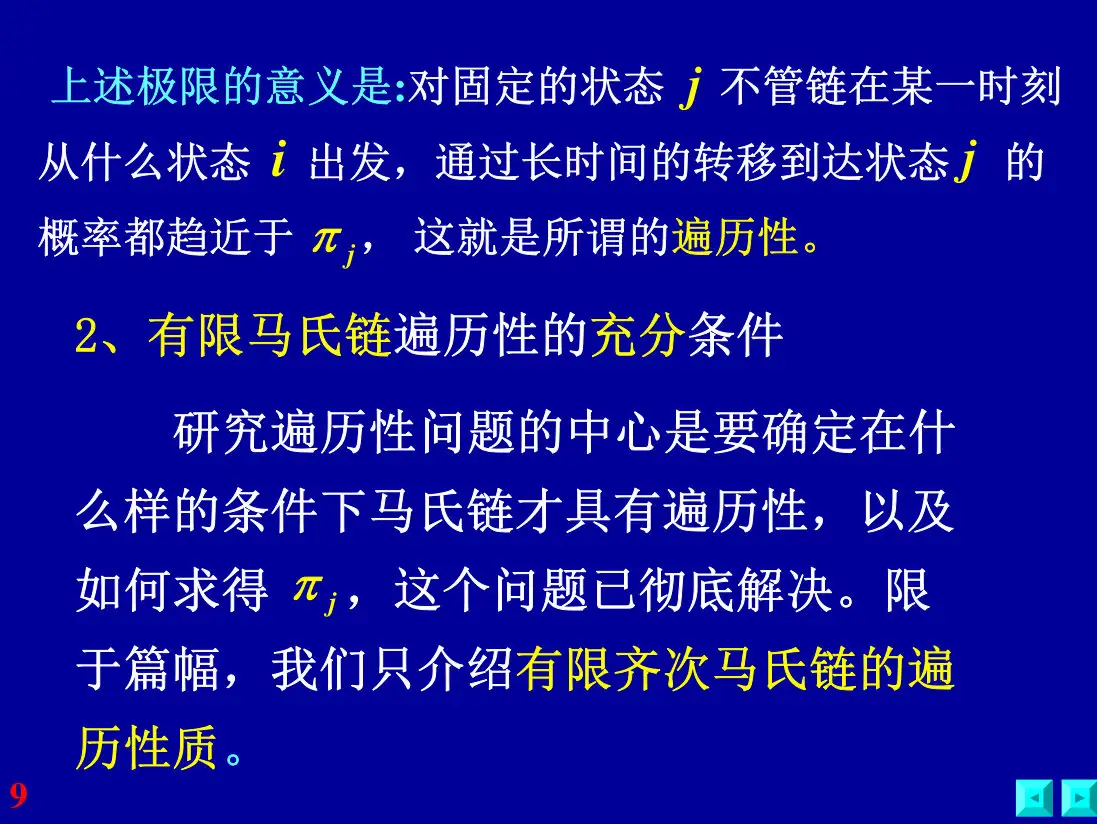 上述极限的意义是:对固定的状态 j 不管链在某一时刻
从什么状态 i 出发，通过长时间的转移到达状态 j 的
概率都趋近于 πj， 这就是所谓的遍历性。
2、有限马氏链遍历性的充分条件
研究遍历性问题的中心是要确定在什
么样的条件下马氏链才具有遍历性，以及
如何求得 πj，这个问题已彻底解决。限
于篇幅，我们只介绍有限齐次马氏链的遍
历性质。
9